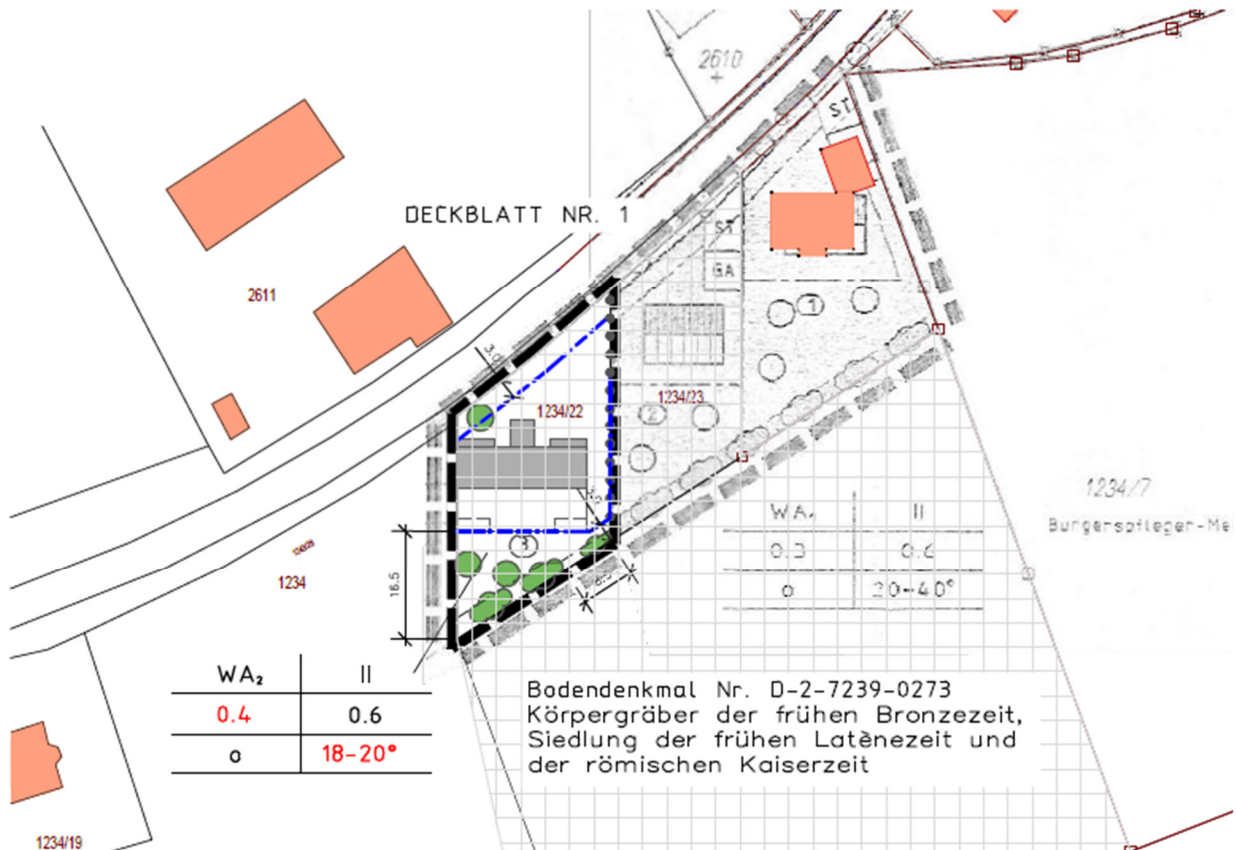 2610
ST
DECKBLATT NR. 1
ST
GA
2611
1
3.0
1234/22
1234/23
2
1234/7
Burgerspfleger-Me
WA₁ II
0.3 0.6
o 20-40°
3
16.5
1234
WA₂ II
0.4 0.6
o 18-20°
Bodendenkmal Nr. D-2-7239-0273
Körpergräber der frühen Bronzezeit,
Siedlung der frühen Latènezeit und
der römischen Kaiserzeit
1234/19